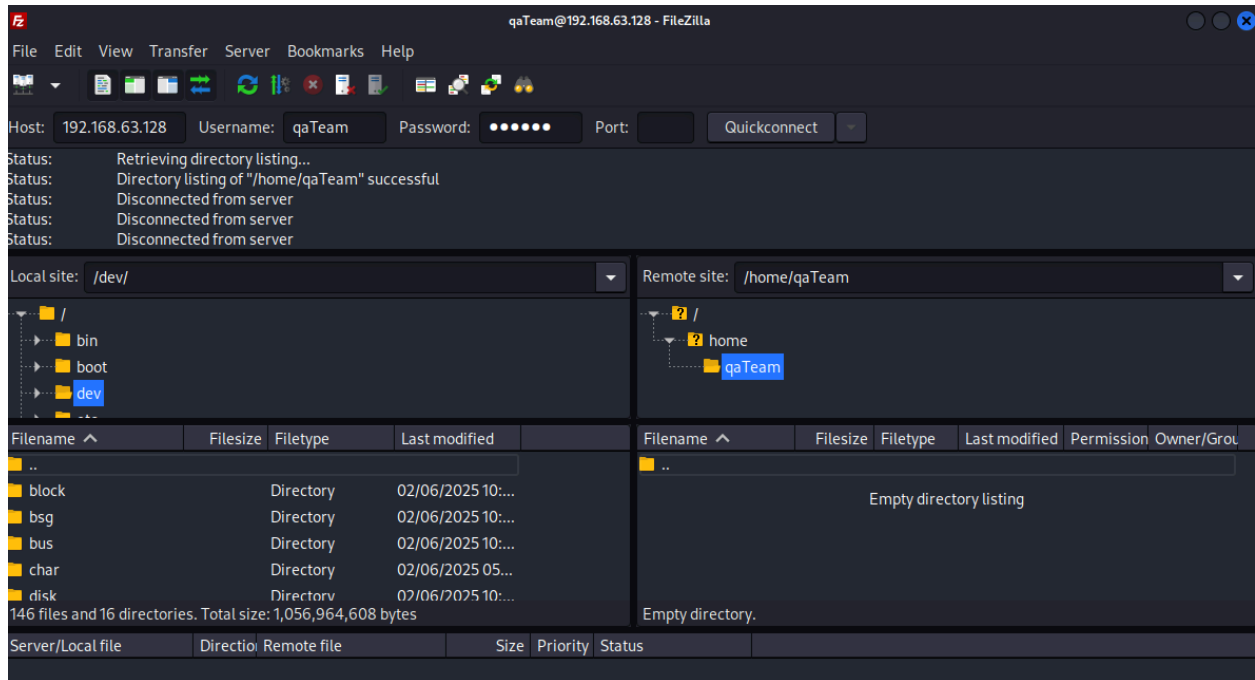 Fz qaTeam@192.168.63.128 - FileZilla
File Edit View Transfer Server Bookmarks Help
Host: 192.168.63.128 Username: qaTeam Password: •••••• Port: Quickconnect
Status: Retrieving directory listing...
Status: Directory listing of "/home/qaTeam" successful
Status: Disconnected from server
Status: Disconnected from server
Status: Disconnected from server
Local site: /dev/
/
bin
boot
dev
Remote site: /home/qaTeam
? /
? home
qaTeam
Filename Filesize Filetype Last modified
..
block Directory 02/06/2025 10:...
bsg Directory 02/06/2025 10:...
bus Directory 02/06/2025 10:...
char Directory 02/06/2025 05...
disk Directory 02/06/2025 10:...
146 files and 16 directories. Total size: 1,056,964,608 bytes
Filename Filesize Filetype Last modified Permission Owner/Grou
..
Empty directory listing
Empty directory.
Server/Local file Directio Remote file Size Priority Status